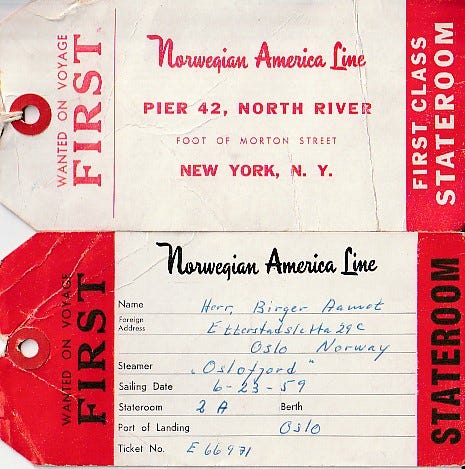 WANTED ON VOYAGE
FIRST
Norwegian America Line
PIER 42, NORTH RIVER
FOOT OF MORTON STREET
NEW YORK, N. Y.
FIRST CLASS
STATEROOM
WANTED ON VOYAGE
FIRST
Norwegian America Line
Name Herr, Birger Aamot
Foreign Address Etterstadsletta 29c
Oslo Norway
Steamer "Oslofjord"
Sailing Date 6-23-59
Stateroom 2 A Berth
Port of Landing Oslo
Ticket No. E 66971
STATEROOM